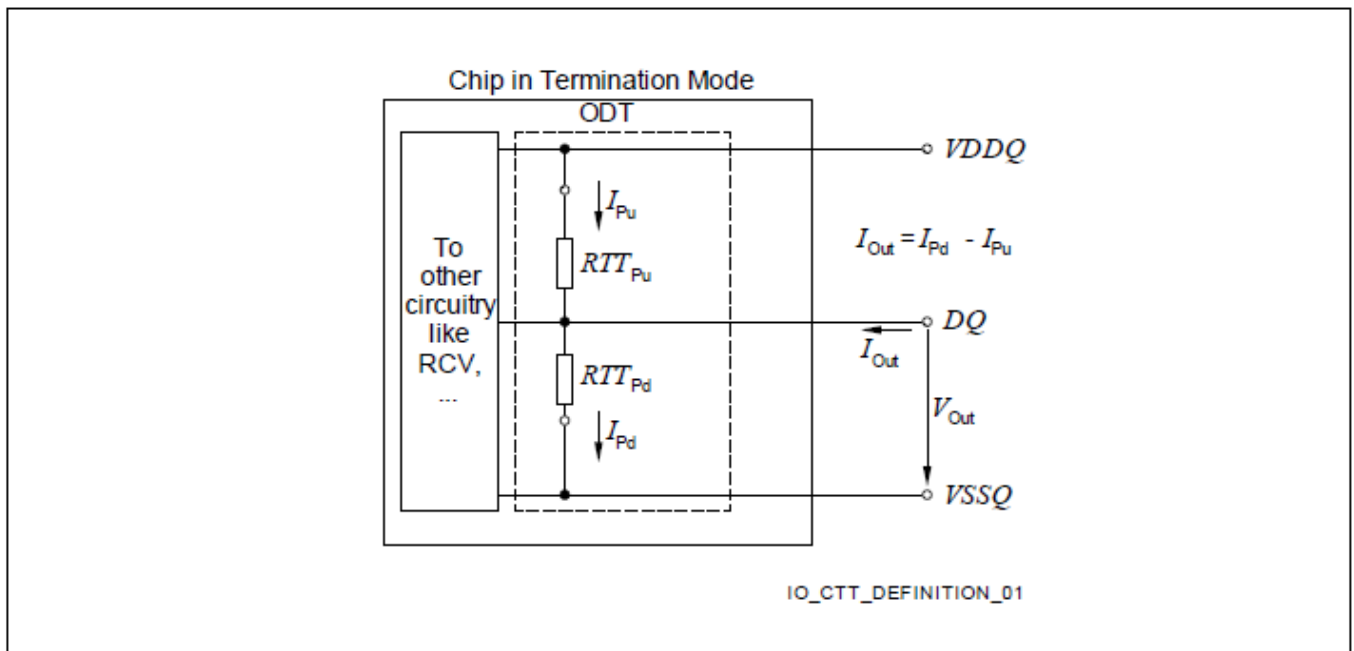 Chip in Termination Mode
ODT
VDDQ
I_Pu
I_Out = I_Pd - I_Pu
To
other
circuitry
like
RCV,
...
RTT_Pu
DQ
I_Out
RTT_Pd
V_Out
I_Pd
VSSQ
IO_CTT_DEFINITION_01